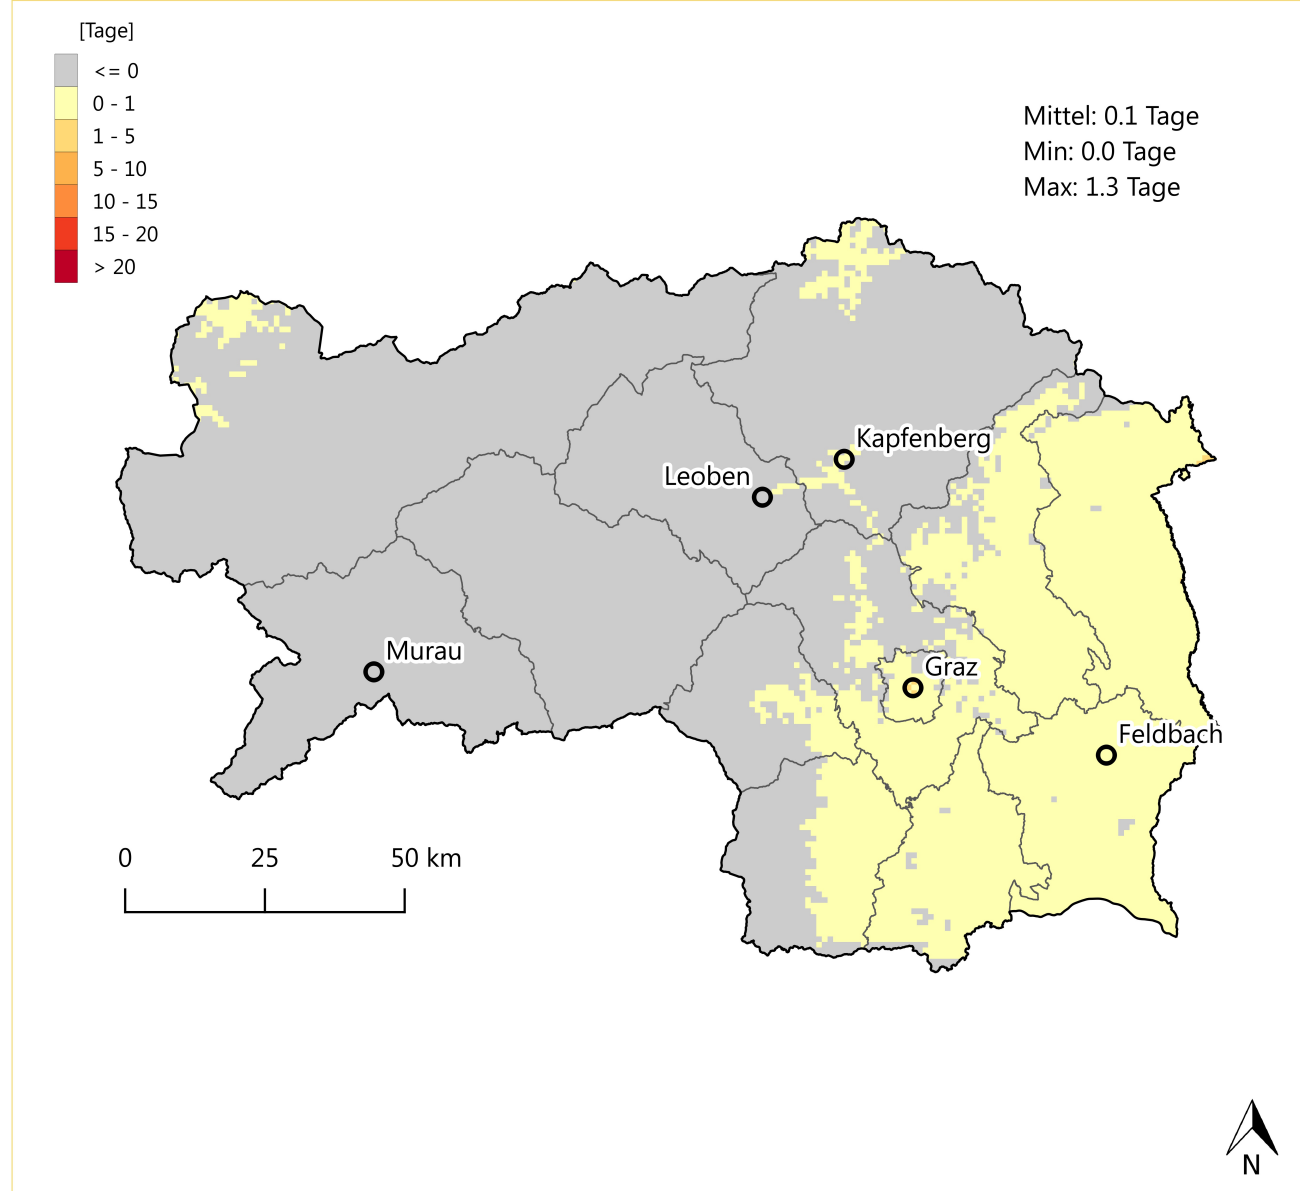 [Tage]
<= 0
0 - 1
1 - 5
5 - 10
10 - 15
15 - 20
> 20
Mittel: 0.1 Tage
Min: 0.0 Tage
Max: 1.3 Tage
Kapfenberg
Leoben
Murau
Graz
Feldbach
0 25 50 km
N